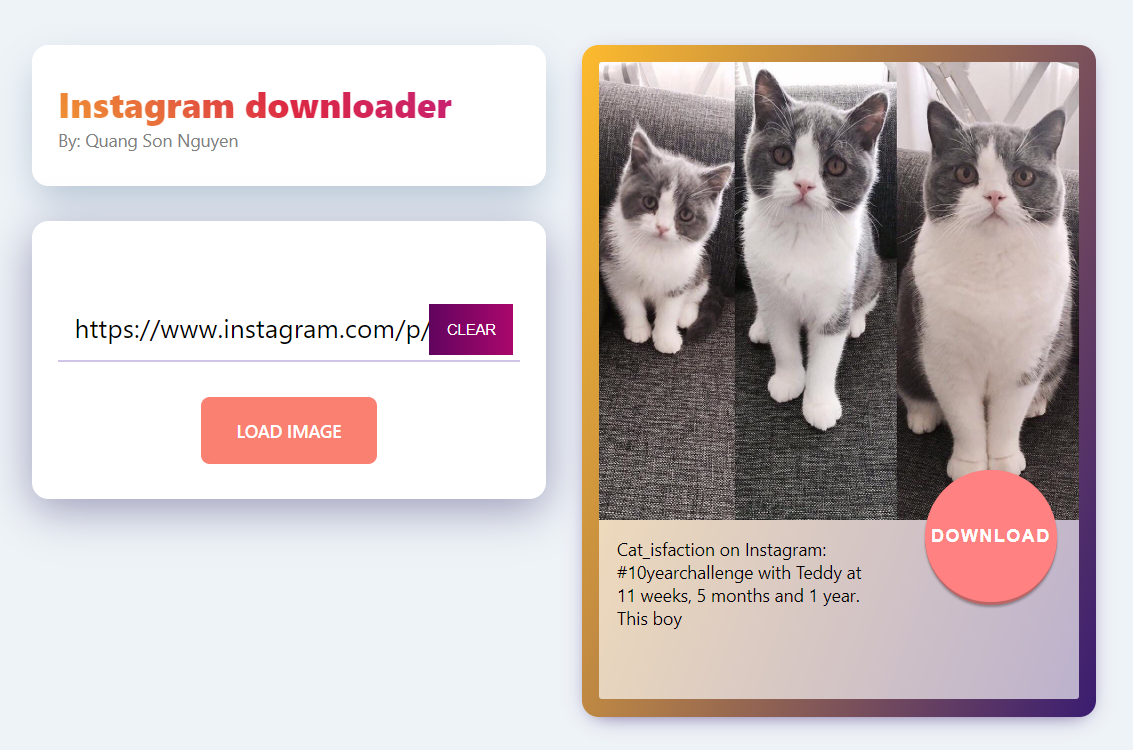 Instagram downloader
By: Quang Son Nguyen
https://www.instagram.com/p/
CLEAR
LOAD IMAGE
DOWNLOAD
Cat_isfaction on Instagram:
#10yearchallenge with Teddy at
11 weeks, 5 months and 1 year.
This boy